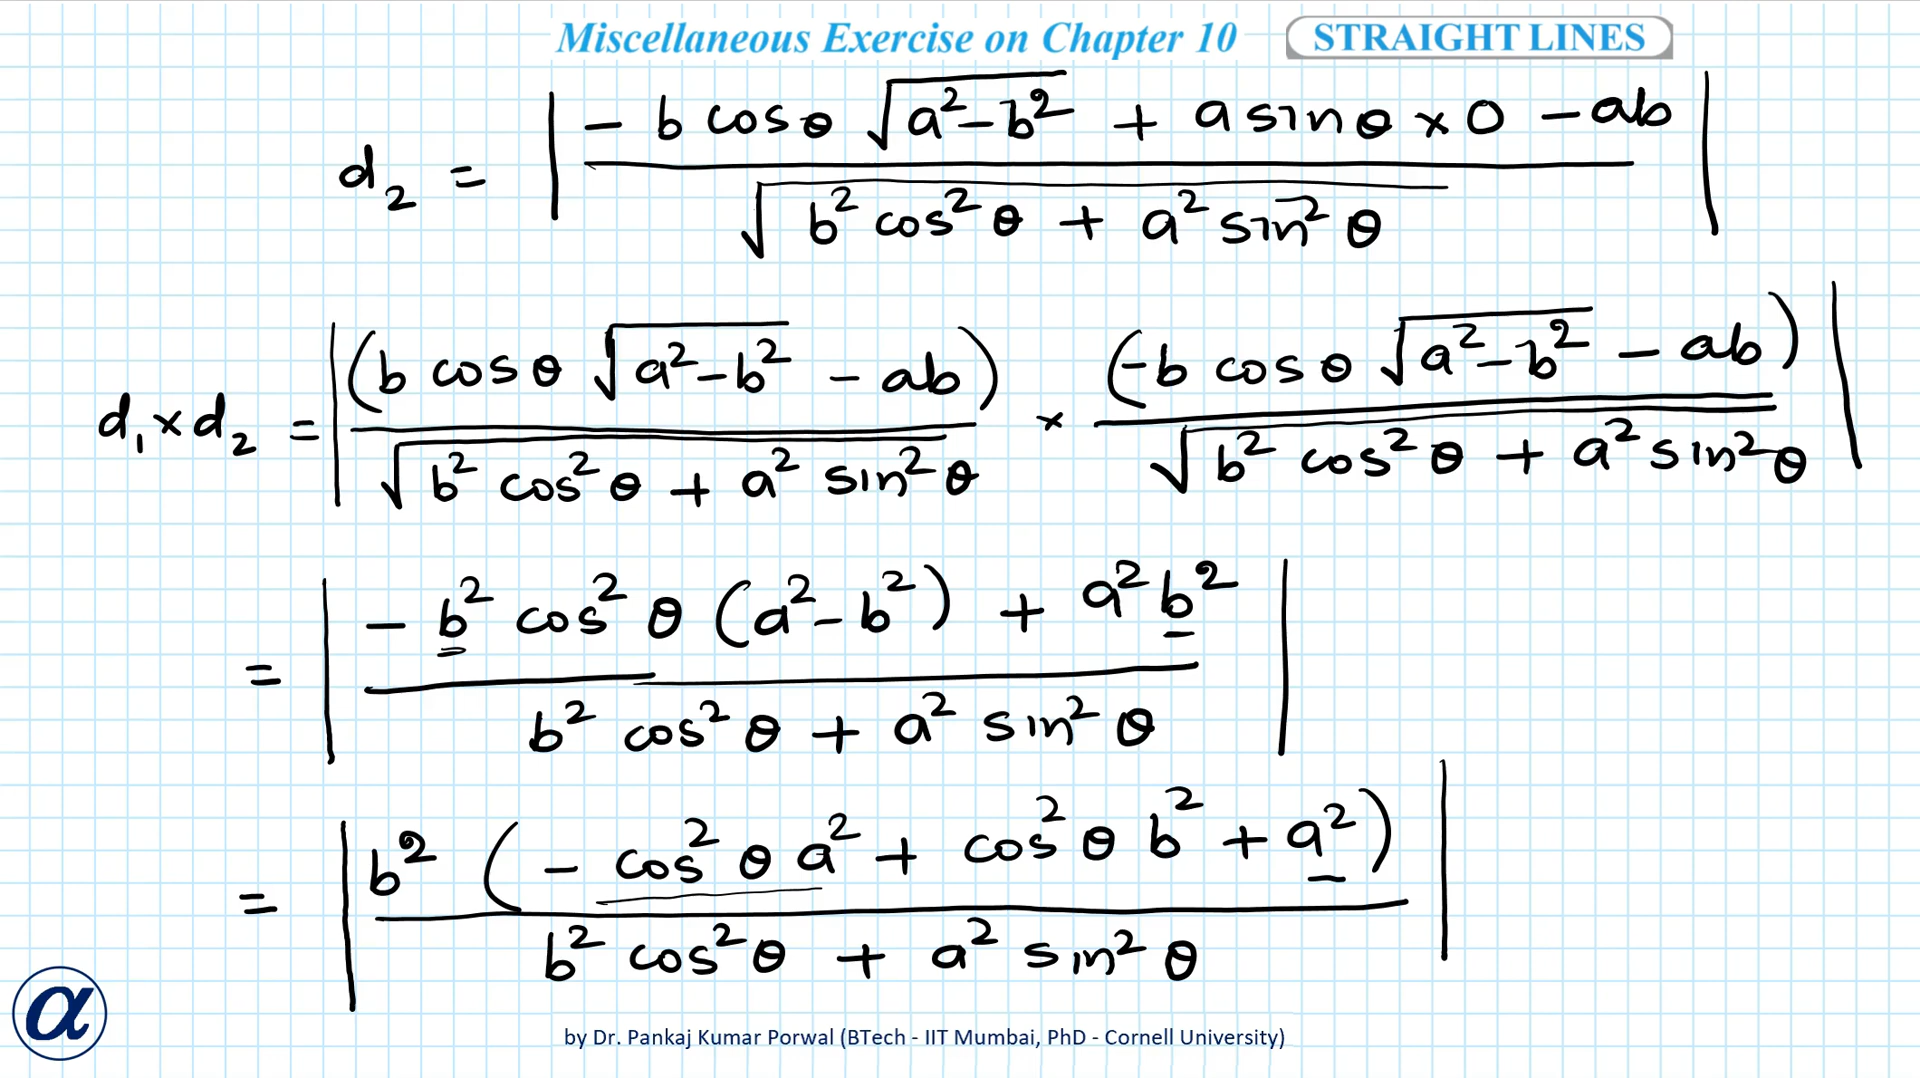 Miscellaneous Exercise on Chapter 10 STRAIGHT LINES
d₂ = | (- b cosθ √(a²-b²) + a sinθ × 0 - ab) / √(b² cos²θ + a² sin²θ) |
d₁ × d₂ = | (b cosθ √(a²-b²) - ab) / √(b² cos²θ + a² sin²θ) × (-b cosθ √(a²-b²) - ab) / √(b² cos²θ + a² sin²θ) |
= | (- b² cos²θ (a²-b²) + a²b²) / (b² cos²θ + a² sin²θ) |
= | b² (- cos²θ a² + cos²θ b² + a²) / (b² cos²θ + a² sin²θ) |
α
by Dr. Pankaj Kumar Porwal (BTech - IIT Mumbai, PhD - Cornell University)